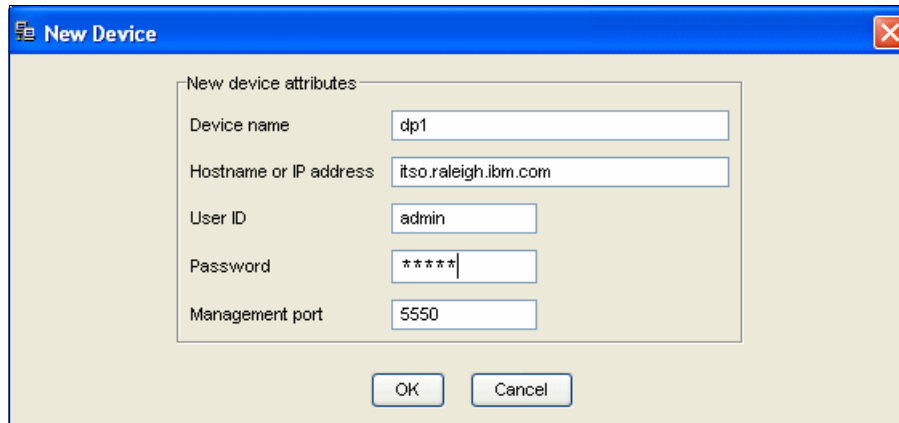 New Device
New device attributes
Device name dp1
Hostname or IP address itso.raleigh.ibm.com
User ID admin
Password *****
Management port 5550
OK Cancel